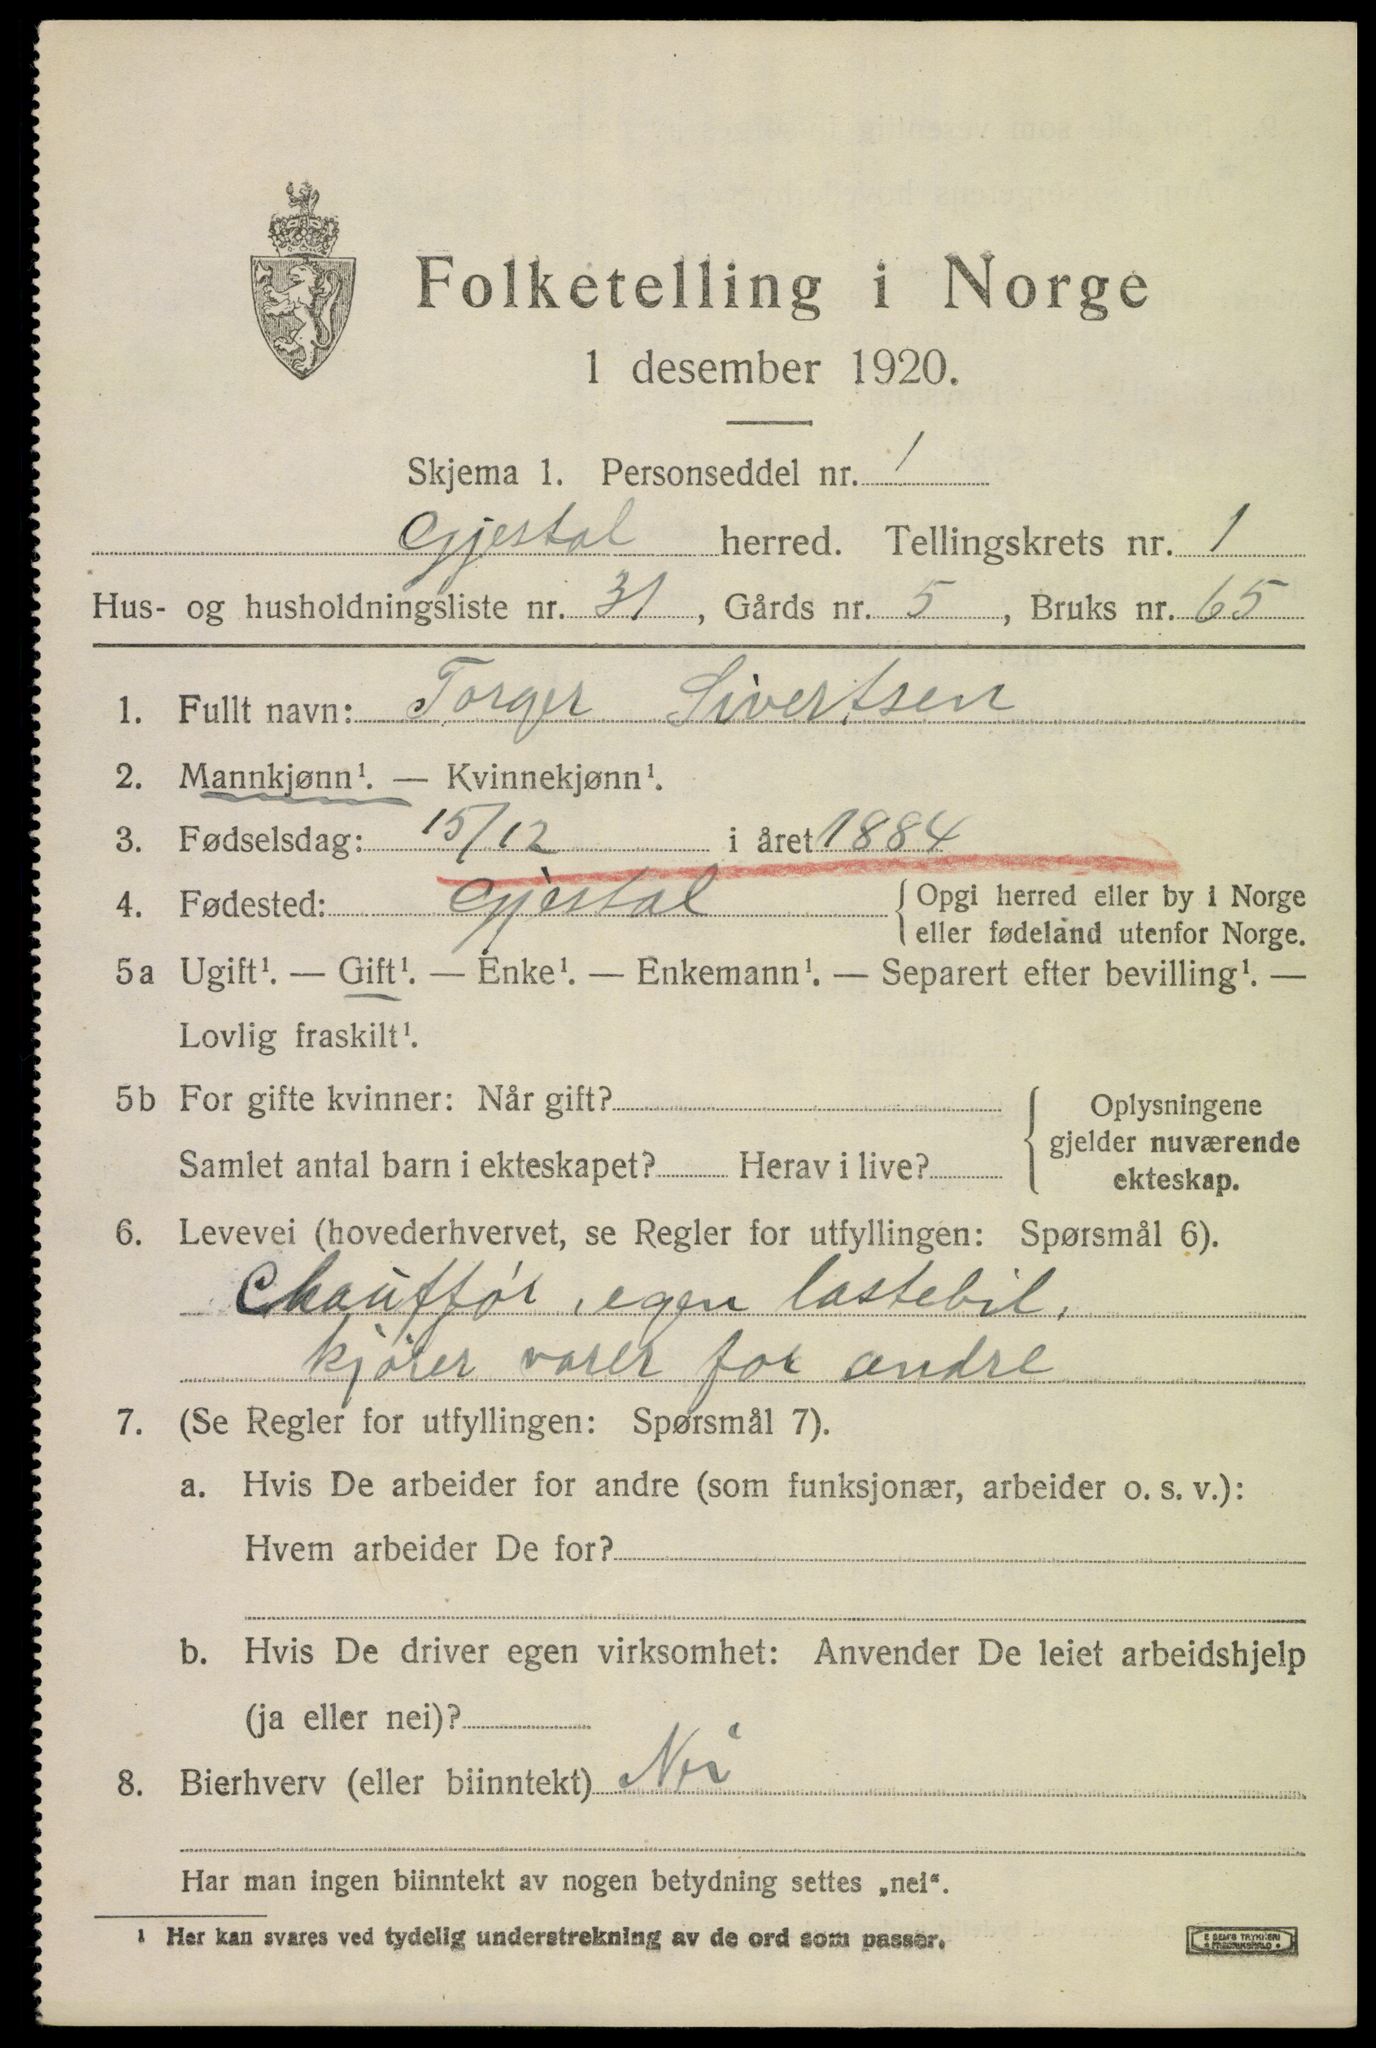 Folketelling i Norge
1 desember 1920.
Skjema 1. Personseddel nr. 1
Gjestal herred. Tellingskrets nr. 1
Hus- og husholdningsliste nr. 31, Gårds nr. 5, Bruks nr. 65
1. Fullt navn: Torger Sivertsen
2. Mannkjønn¹. — Kvinnekjønn¹.
3. Fødselsdag: 15/12 i året 1884
4. Fødested: Gjestal { Opgi herred eller by i Norge
eller fødeland utenfor Norge.
5a Ugift¹. — Gift¹. — Enke¹. — Enkemann¹. — Separert efter bevilling¹. —
Lovlig fraskilt¹.
5b For gifte kvinner: Når gift?
Samlet antal barn i ekteskapet? Herav i live?
{ Oplysningene
gjelder nuværende
ekteskap.
6. Levevei (hovederhvervet, se Regler for utfyllingen: Spørsmål 6).
Chauffør, egen lastebil,
kjører varer for andre
7. (Se Regler for utfyllingen: Spørsmål 7).
a. Hvis De arbeider for andre (som funksjonær, arbeider o. s. v.):
Hvem arbeider De for?
b. Hvis De driver egen virksomhet: Anvender De leiet arbeidshjelp
(ja eller nei)?
8. Bierhverv (eller biinntekt) Nei
Har man ingen biinntekt av nogen betydning settes „nei“.
¹ Her kan svares ved tydelig understrekning av de ord som passer.
E SEM'S TRYKKERI
FREDRIKSHALD